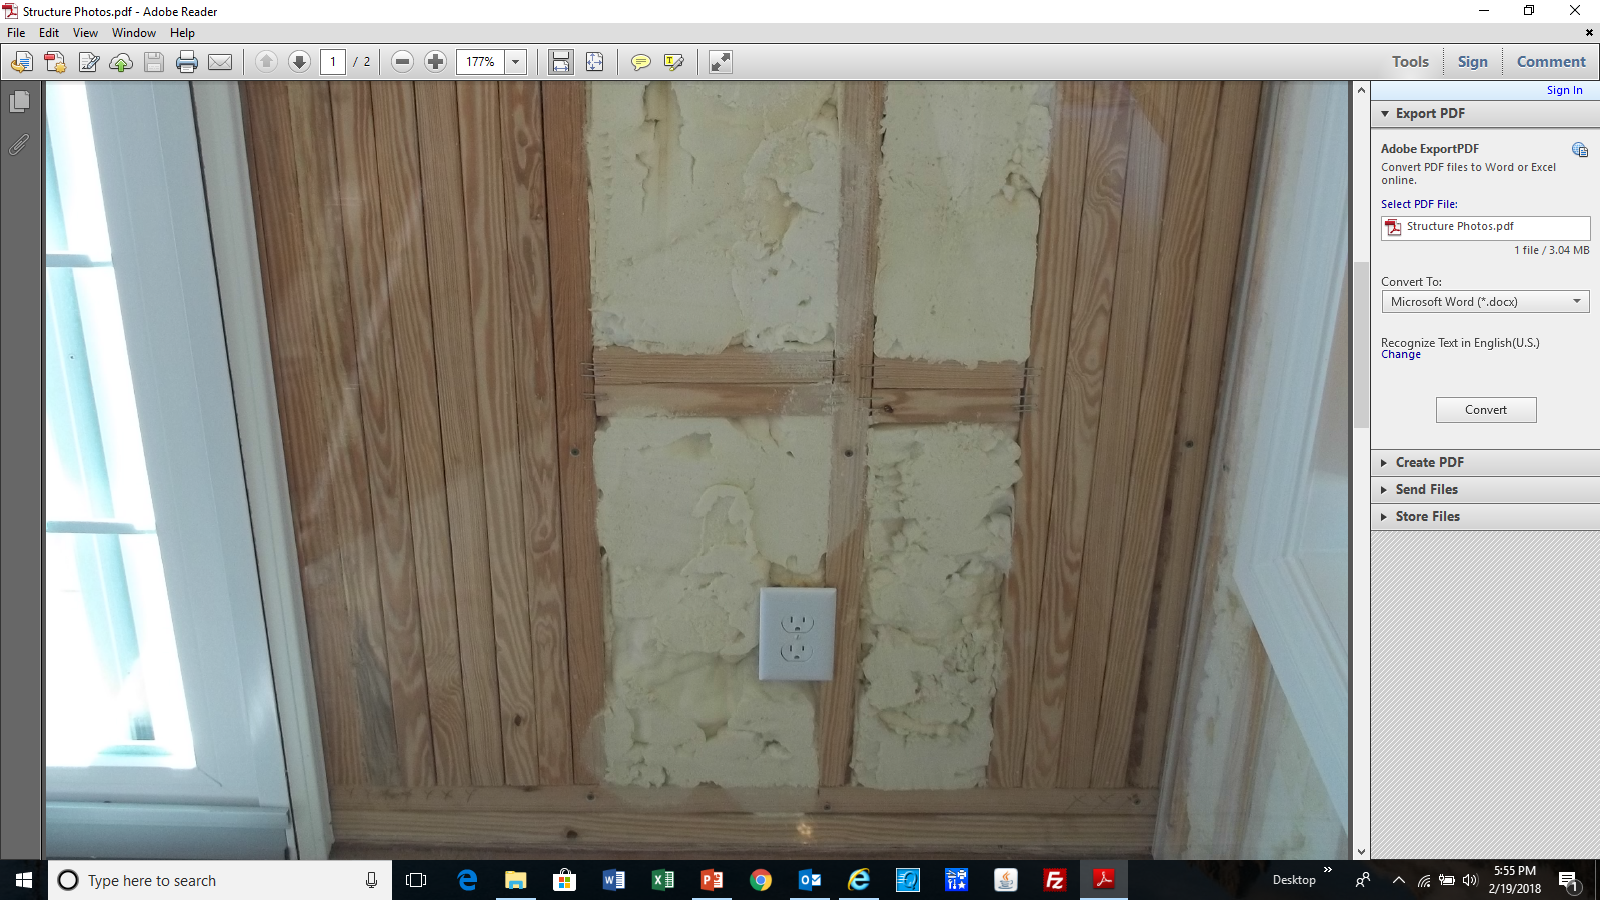 Structure Photos.pdf - Adobe Reader
File Edit View Window Help
1 / 2 177% Tools Sign Comment
Sign In
Export PDF
Adobe ExportPDF
Convert PDF files to Word or Excel
online.
Select PDF File:
Structure Photos.pdf
1 file / 3.04 MB
Convert To:
Microsoft Word (*.docx)
Recognize Text in English(U.S.)
Change
Convert
Create PDF
Send Files
Store Files
Type here to search
Desktop
5:55 PM
2/19/2018
1